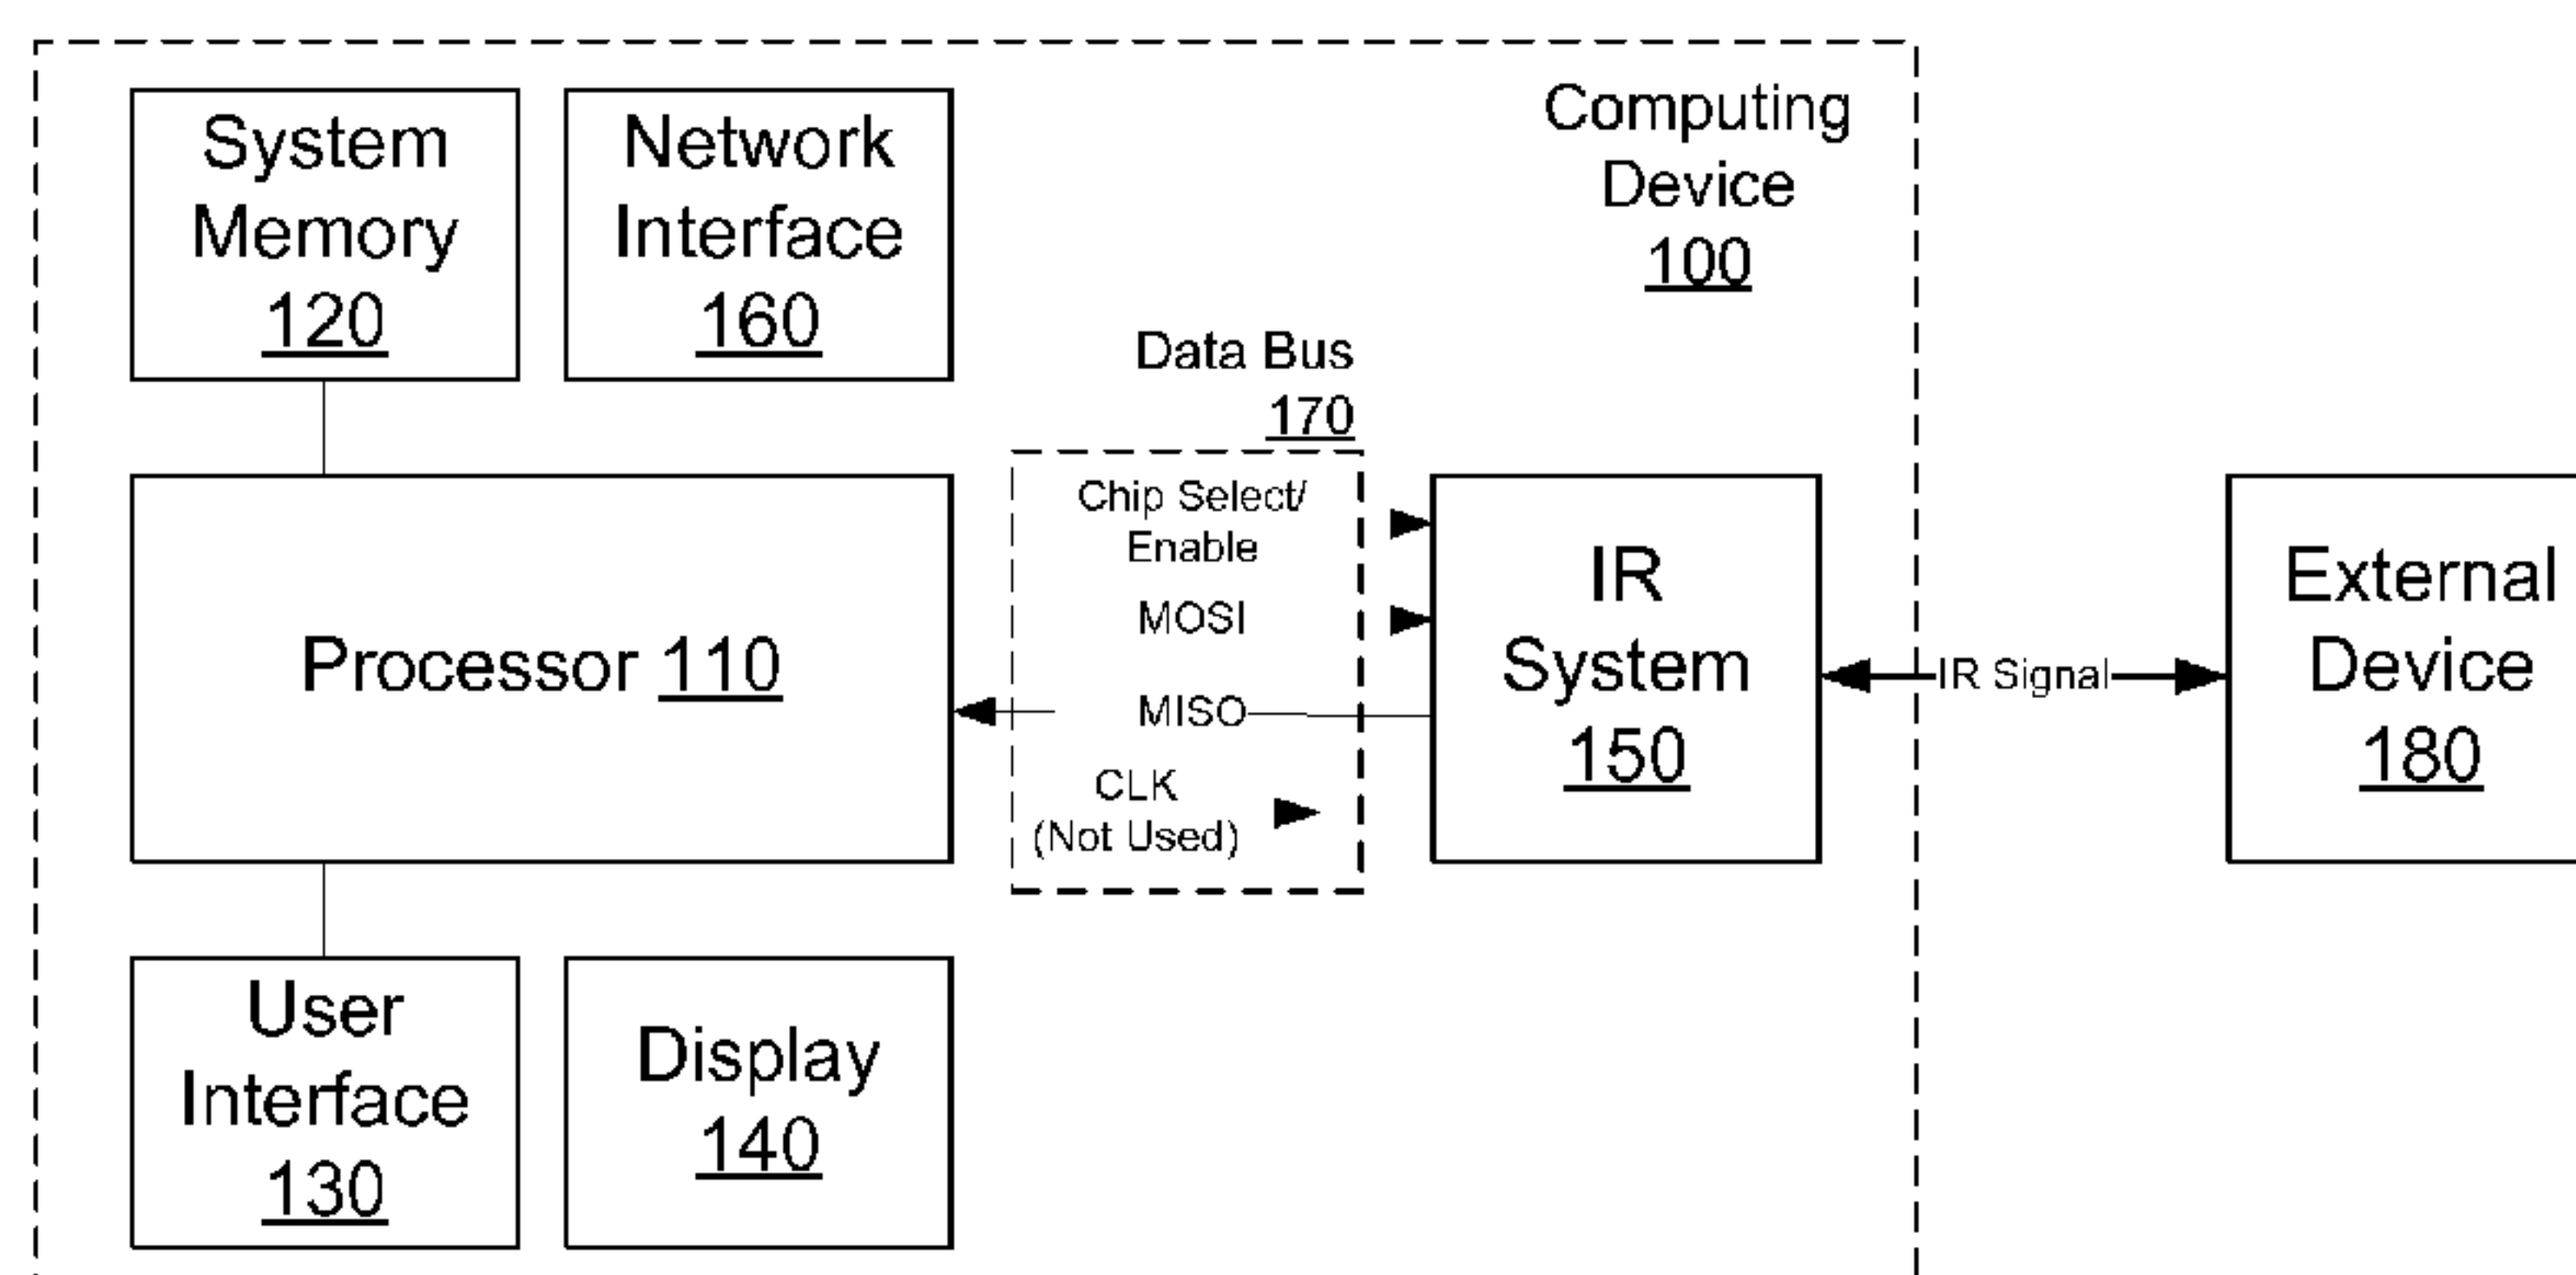 System
Memory
120
Network
Interface
160
Computing
Device
100
Data Bus
170
Processor 110
Chip Select/
Enable
MOSI
MISO
CLK
(Not Used)
IR
System
150
IR Signal
External
Device
180
User
Interface
130
Display
140